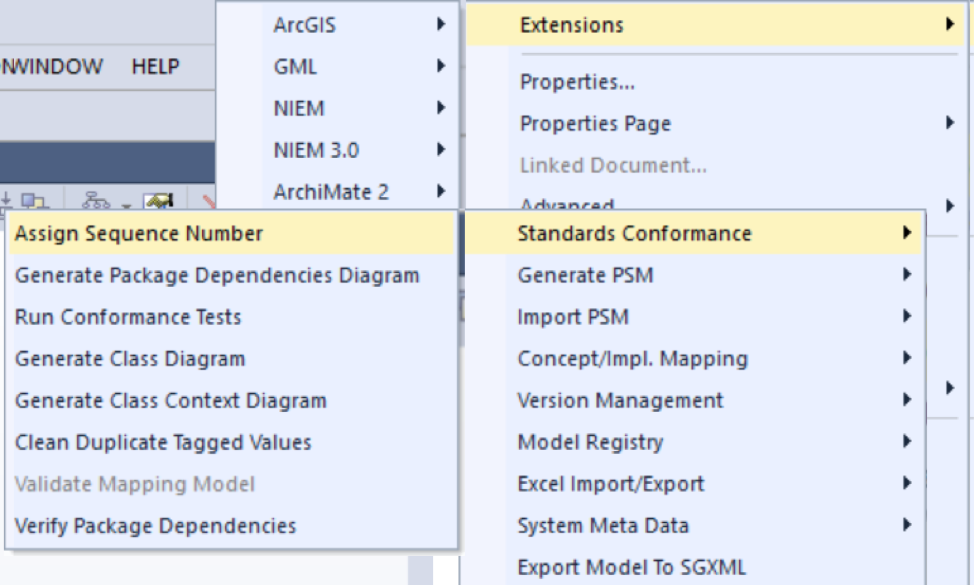 ArcGIS
GML
NIEM
NIEM 3.0
ArchiMate 2
Extensions
Properties...
Properties Page
Linked Document...
Advanced
WINDOW HELP
Assign Sequence Number
Generate Package Dependencies Diagram
Run Conformance Tests
Generate Class Diagram
Generate Class Context Diagram
Clean Duplicate Tagged Values
Validate Mapping Model
Verify Package Dependencies
Standards Conformance
Generate PSM
Import PSM
Concept/Impl. Mapping
Version Management
Model Registry
Excel Import/Export
System Meta Data
Export Model To SGXML